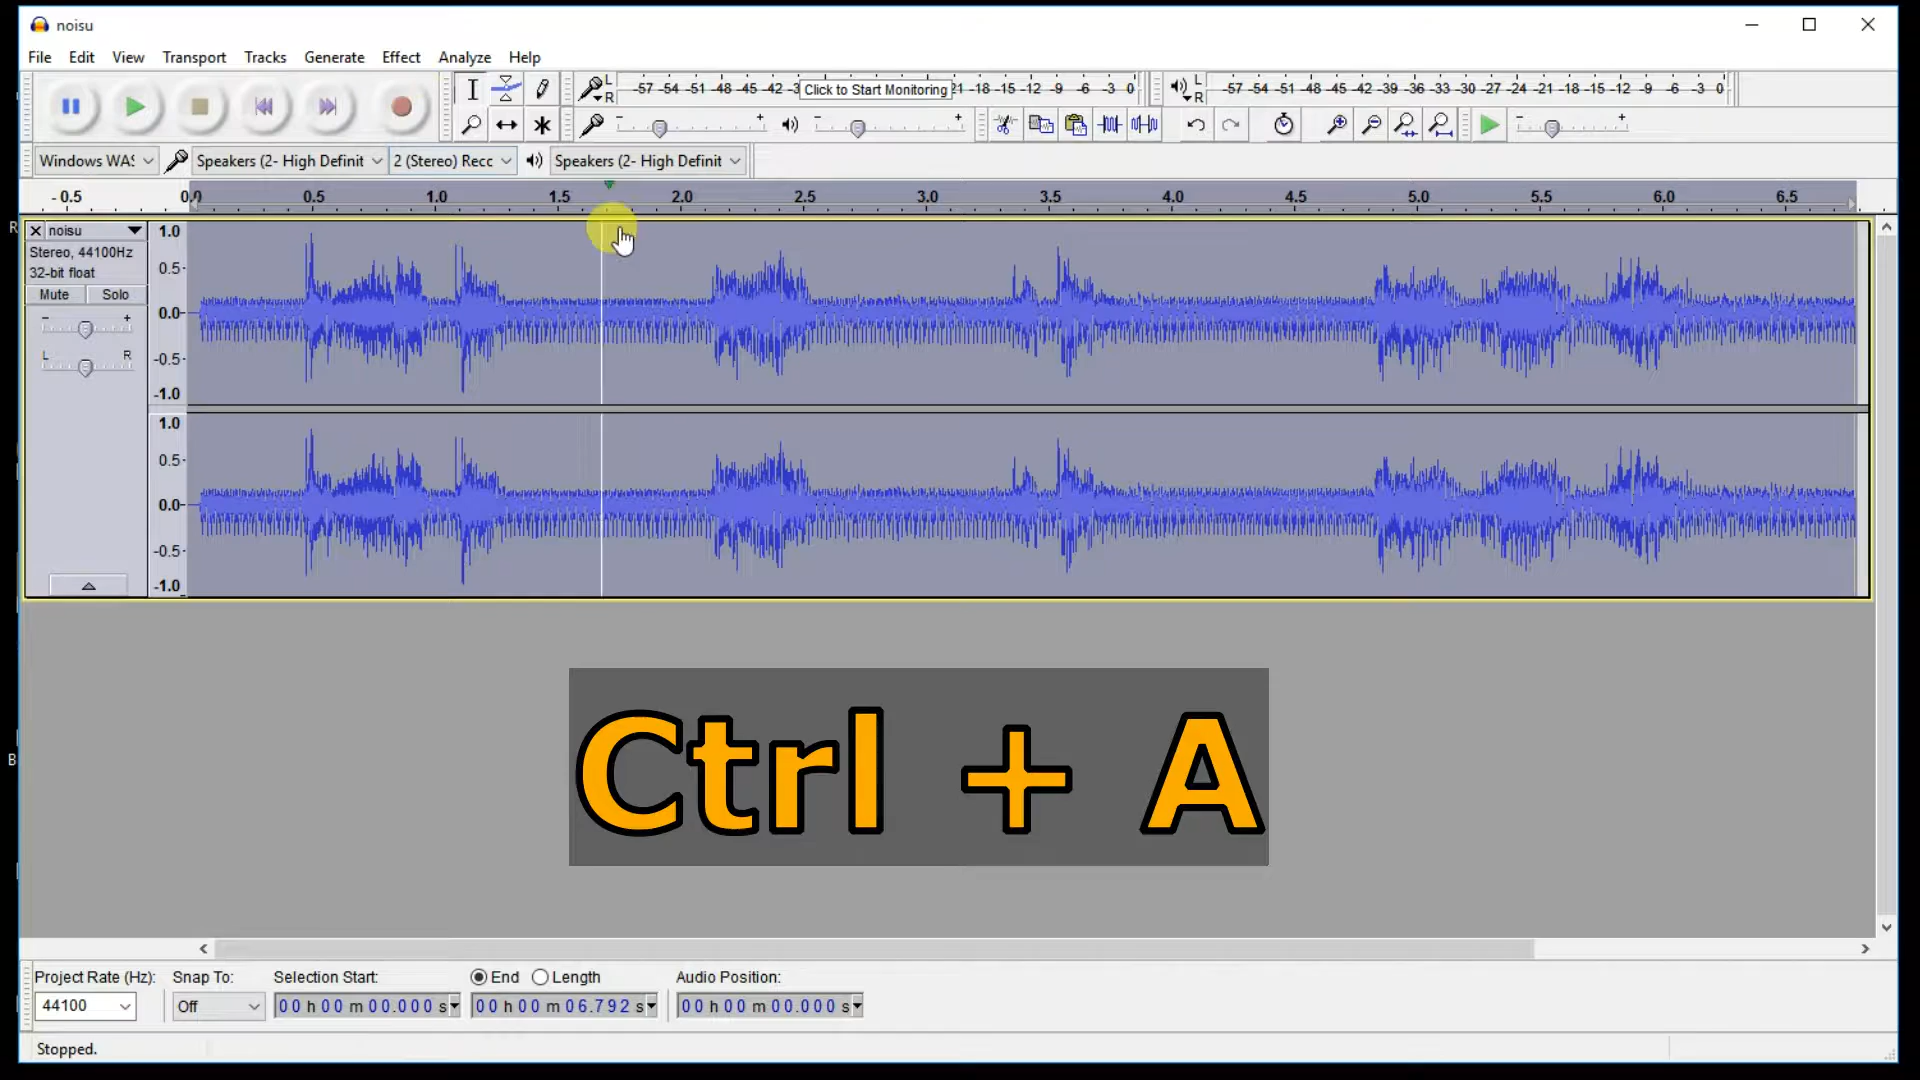 noisu
File Edit View Transport Tracks Generate Effect Analyze Help
L R -57 -54 -51 -48 -45 -42 -3 Click to Start Monitoring 21 -18 -15 -12 -9 -6 -3 0 L R -57 -54 -51 -48 -45 -42 -39 -36 -33 -30 -27 -24 -21 -18 -15 -12 -9 -6 -3 0
- + - + - +
Windows WAS Speakers (2- High Definit 2 (Stereo) Recc Speakers (2- High Definit
-0.5 0.0 0.5 1.0 1.5 2.0 2.5 3.0 3.5 4.0 4.5 5.0 5.5 6.0 6.5
R
noisu 1.0
Stereo, 44100Hz
32-bit float 0.5
Mute Solo
- + 0.0
L R -0.5
-1.0
1.0
0.5
0.0
-0.5
-1.0
Ctrl + A
B
Project Rate (Hz): Snap To: Selection Start: End Length Audio Position:
44100 Off 00 h 00 m 00.000 s 00 h 00 m 06.792 s 00 h 00 m 00.000 s
Stopped.